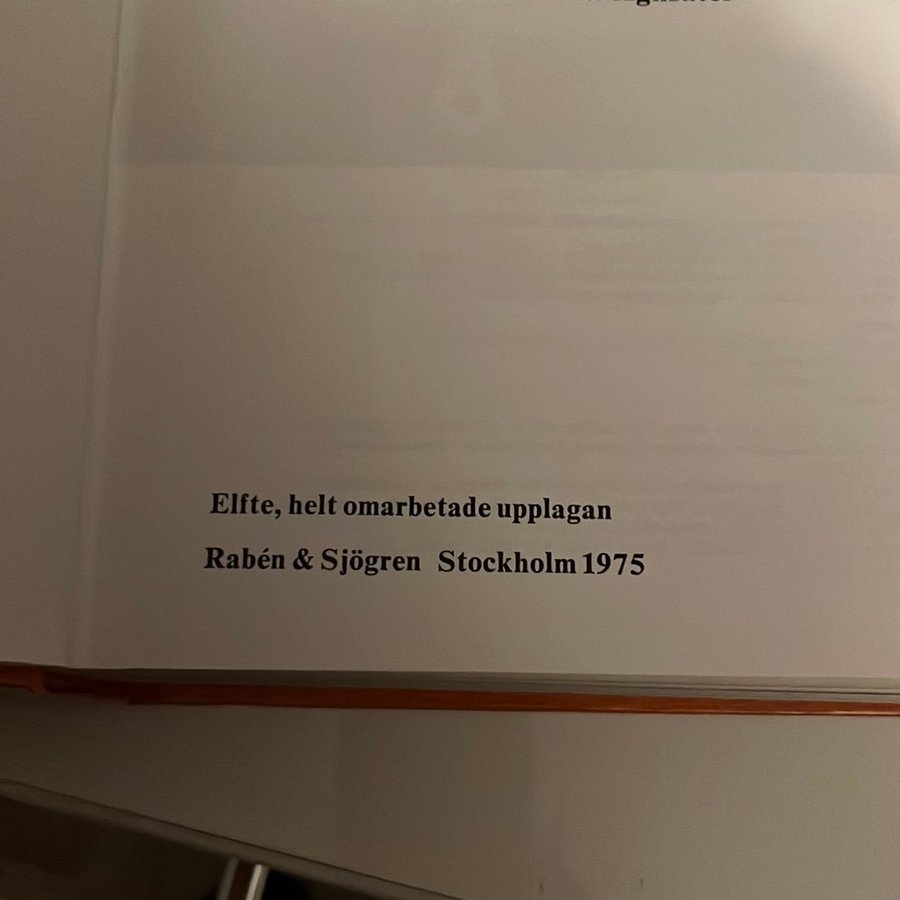 Elfte, helt omarbetade upplagan
Rabén & Sjögren Stockholm 1975